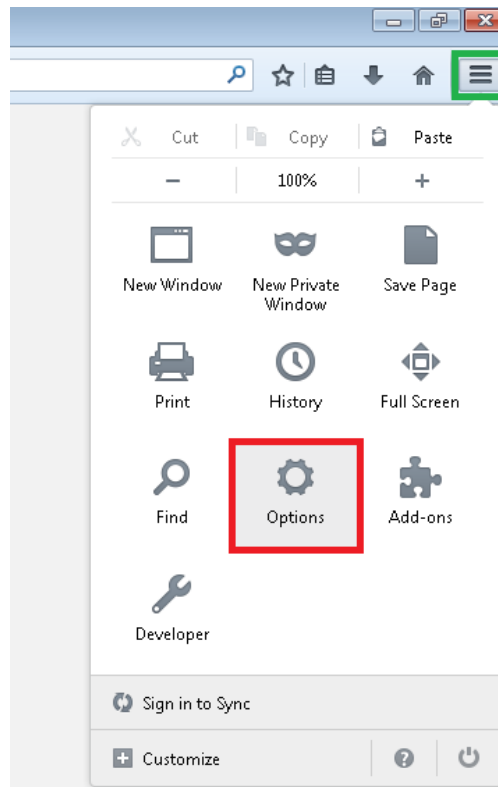 Cut Copy Paste
− 100% +
New Window New Private Save Page
Window
Print History Full Screen
Find Options Add-ons
Developer
Sign in to Sync
Customize ?